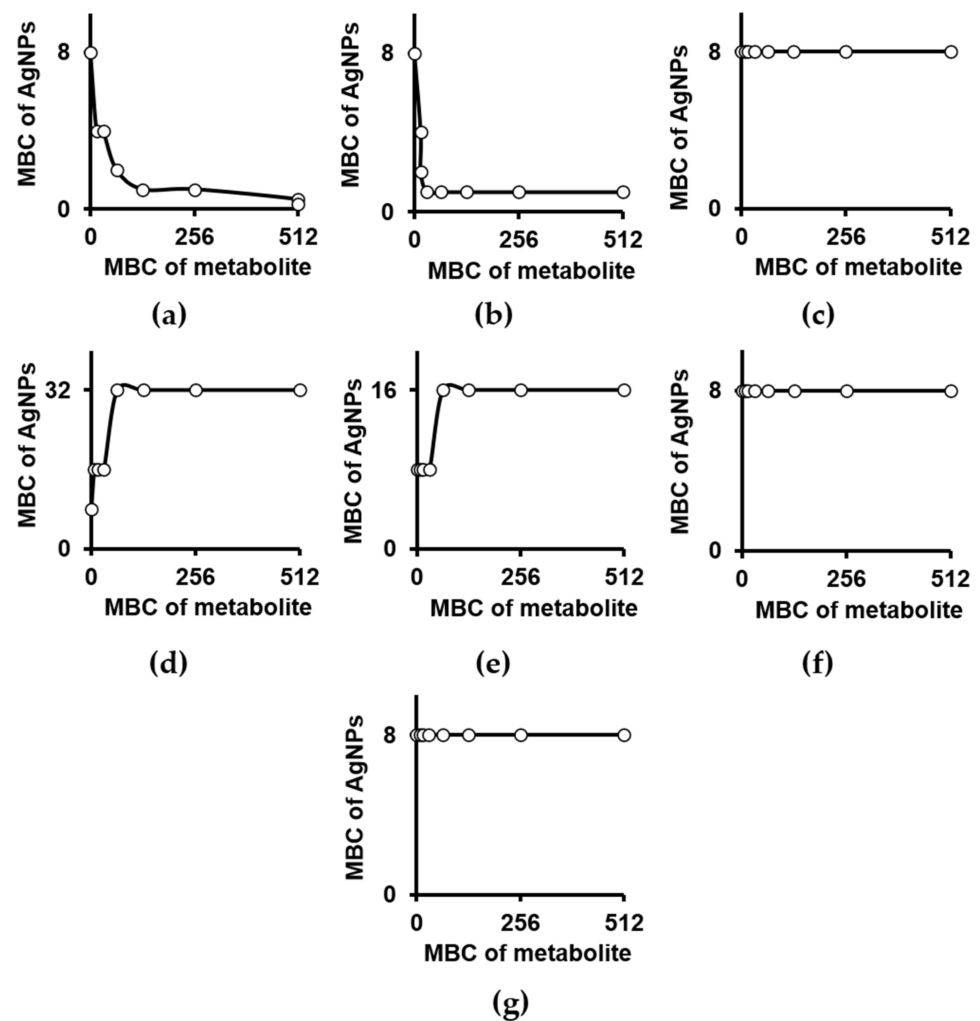 MBC of AgNPs
8
0
0 256 512
MBC of metabolite
(a)
MBC of AgNPs
8
0
0 256 512
MBC of metabolite
(b)
MBC of AgNPs
8
0
0 256 512
MBC of metabolite
(c)
MBC of AgNPs
32
0
0 256 512
MBC of metabolite
(d)
MBC of AgNPs
16
0
0 256 512
MBC of metabolite
(e)
MBC of AgNPs
8
0
0 256 512
MBC of metabolite
(f)
MBC of AgNPs
8
0
0 256 512
MBC of metabolite
(g)